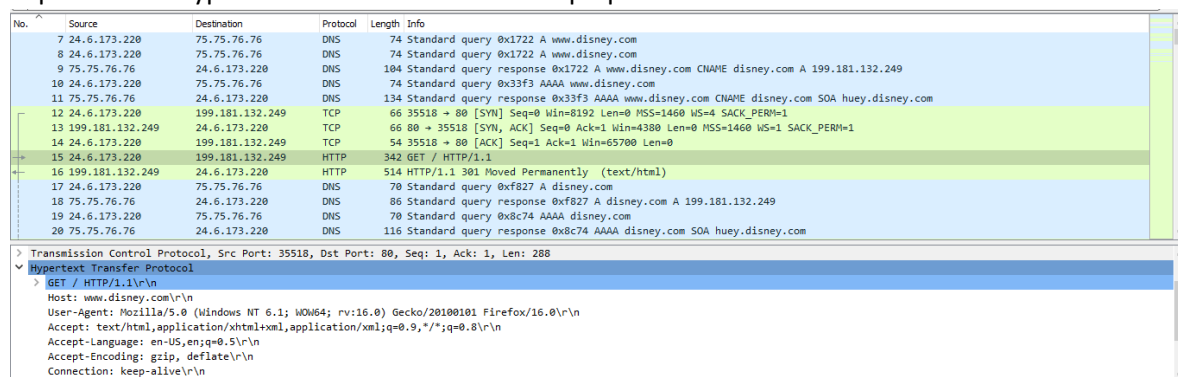 No. Source Destination Protocol Length Info
7 24.6.173.220 75.75.76.76 DNS 74 Standard query 0x1722 A www.disney.com
8 24.6.173.220 75.75.76.76 DNS 74 Standard query 0x1722 A www.disney.com
9 75.75.76.76 24.6.173.220 DNS 104 Standard query response 0x1722 A www.disney.com CNAME disney.com A 199.181.132.249
10 24.6.173.220 75.75.76.76 DNS 74 Standard query 0x33f3 AAAA www.disney.com
11 75.75.76.76 24.6.173.220 DNS 134 Standard query response 0x33f3 AAAA www.disney.com CNAME disney.com SOA huey.disney.com
12 24.6.173.220 199.181.132.249 TCP 66 35518 → 80 [SYN] Seq=0 Win=8192 Len=0 MSS=1460 WS=4 SACK_PERM=1
13 199.181.132.249 24.6.173.220 TCP 66 80 → 35518 [SYN, ACK] Seq=0 Ack=1 Win=4380 Len=0 MSS=1460 WS=1 SACK_PERM=1
14 24.6.173.220 199.181.132.249 TCP 54 35518 → 80 [ACK] Seq=1 Ack=1 Win=65700 Len=0
15 24.6.173.220 199.181.132.249 HTTP 342 GET / HTTP/1.1
16 199.181.132.249 24.6.173.220 HTTP 514 HTTP/1.1 301 Moved Permanently (text/html)
17 24.6.173.220 75.75.76.76 DNS 70 Standard query 0xf827 A disney.com
18 75.75.76.76 24.6.173.220 DNS 86 Standard query response 0xf827 A disney.com A 199.181.132.249
19 24.6.173.220 75.75.76.76 DNS 70 Standard query 0x8c74 AAAA disney.com
20 75.75.76.76 24.6.173.220 DNS 116 Standard query response 0x8c74 AAAA disney.com SOA huey.disney.com
> Transmission Control Protocol, Src Port: 35518, Dst Port: 80, Seq: 1, Ack: 1, Len: 288
Hypertext Transfer Protocol
> GET / HTTP/1.1\r\n
Host: www.disney.com\r\n
User-Agent: Mozilla/5.0 (Windows NT 6.1; WOW64; rv:16.0) Gecko/20100101 Firefox/16.0\r\n
Accept: text/html,application/xhtml+xml,application/xml;q=0.9,*/*;q=0.8\r\n
Accept-Language: en-US,en;q=0.5\r\n
Accept-Encoding: gzip, deflate\r\n
Connection: keep-alive\r\n